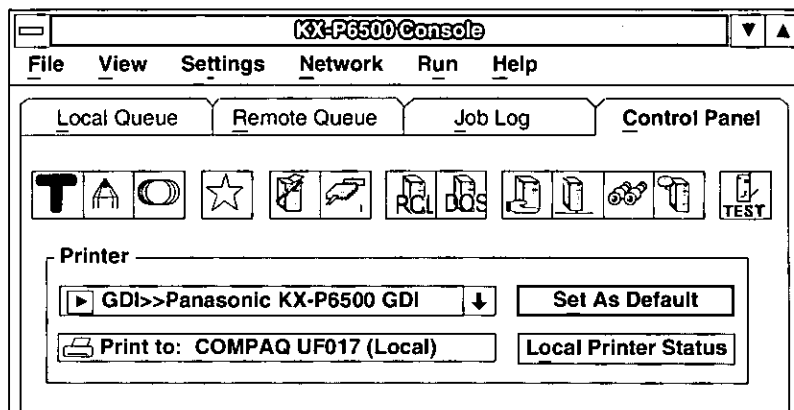 KX-P6500 Console
File View Settings Network Run Help
Local Queue Remote Queue Job Log Control Panel
T RCL DOS TEST
Printer
GDI>>Panasonic KX-P6500 GDI Set As Default
Print to: COMPAQ UF017 (Local) Local Printer Status